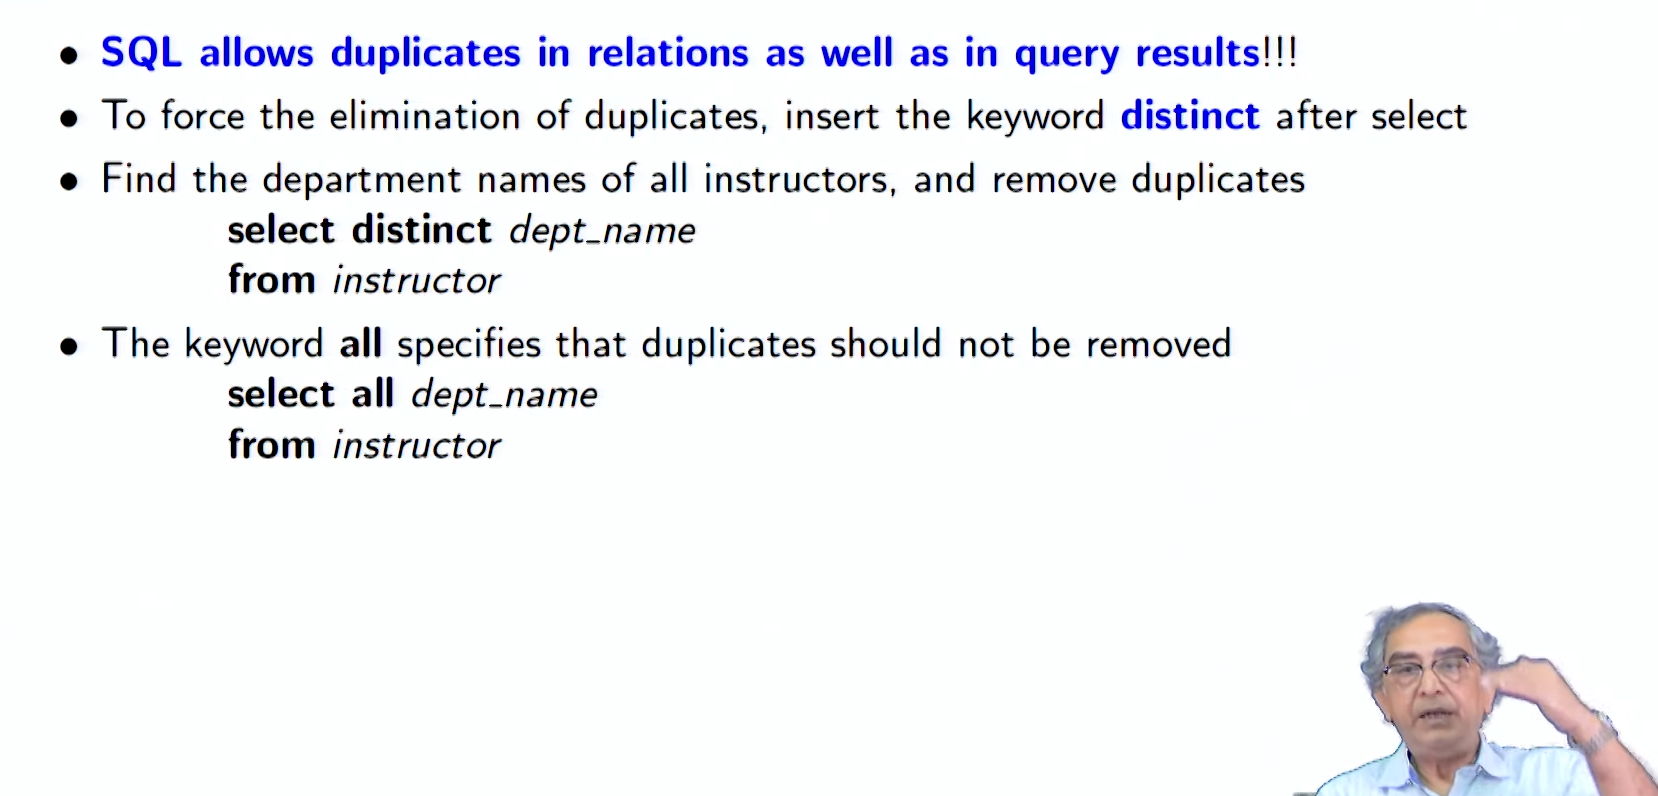 • SQL allows duplicates in relations as well as in query results!!!
• To force the elimination of duplicates, insert the keyword distinct after select
• Find the department names of all instructors, and remove duplicates
select distinct dept_name
from instructor
• The keyword all specifies that duplicates should not be removed
select all dept_name
from instructor